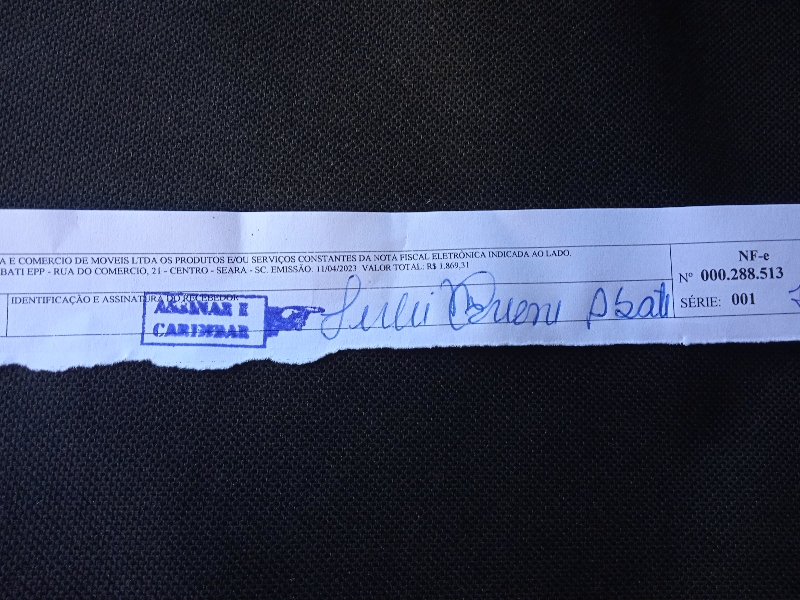 A E COMERCIO DE MOVEIS LTDA OS PRODUTOS E/OU SERVIÇOS CONSTANTES DA NOTA FISCAL ELETRÔNICA INDICADA AO LADO.
BATI EPP - RUA DO COMERCIO, 21 - CENTRO - SEARA - SC. EMISSÃO: 11/04/2023 VALOR TOTAL: R$ 1.869,31
NF-e
Nº 000.288.513
SÉRIE: 001
IDENTIFICAÇÃO E ASSINATURA DO RECEBEDOR
ASSINAR E
CARIMBAR
Abati